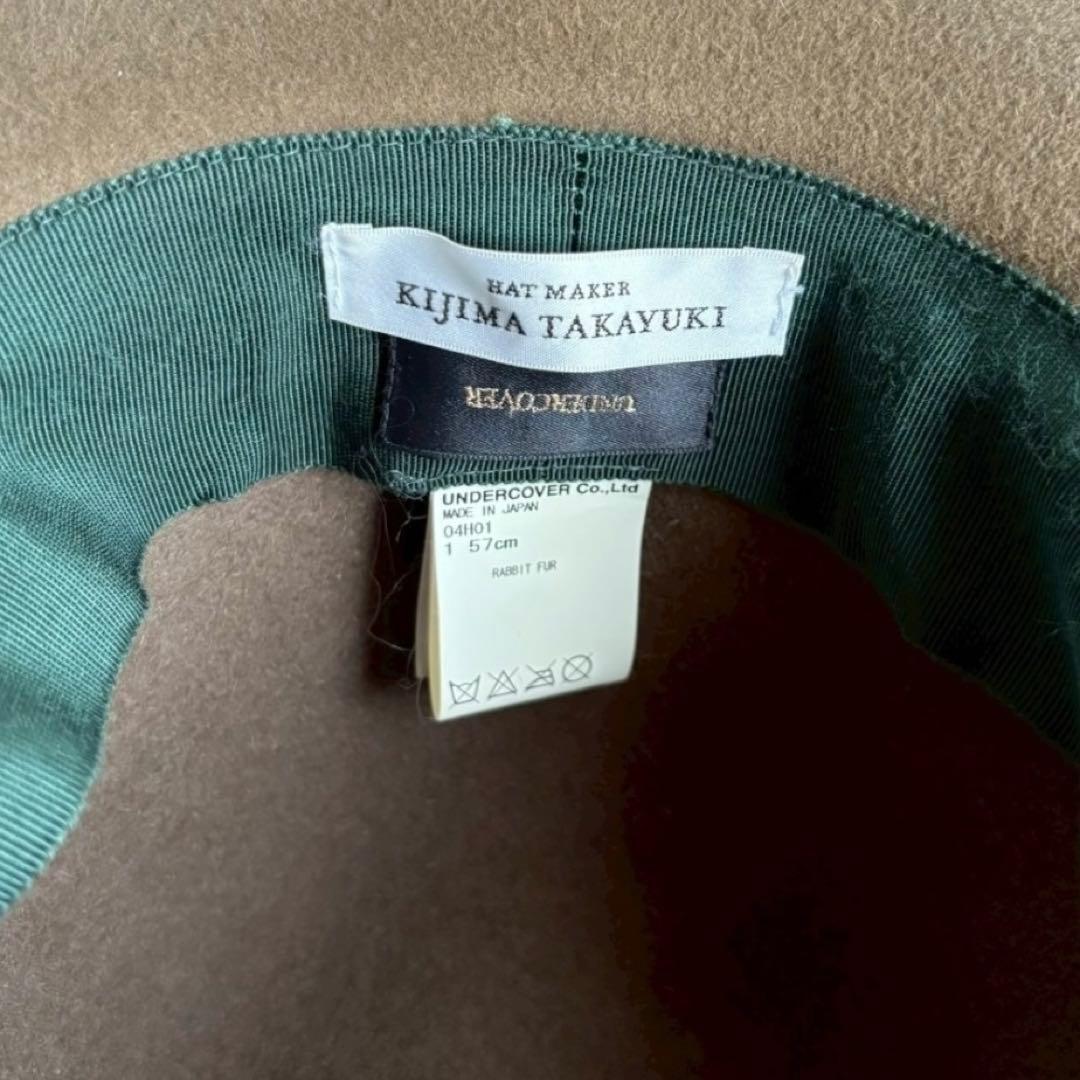 HAT MAKER
KIJIMA TAKAYUKI
UNDERCOVER
UNDERCOVER Co.,Ltd
MADE IN JAPAN
04H01
1 57cm
RABBIT FUR